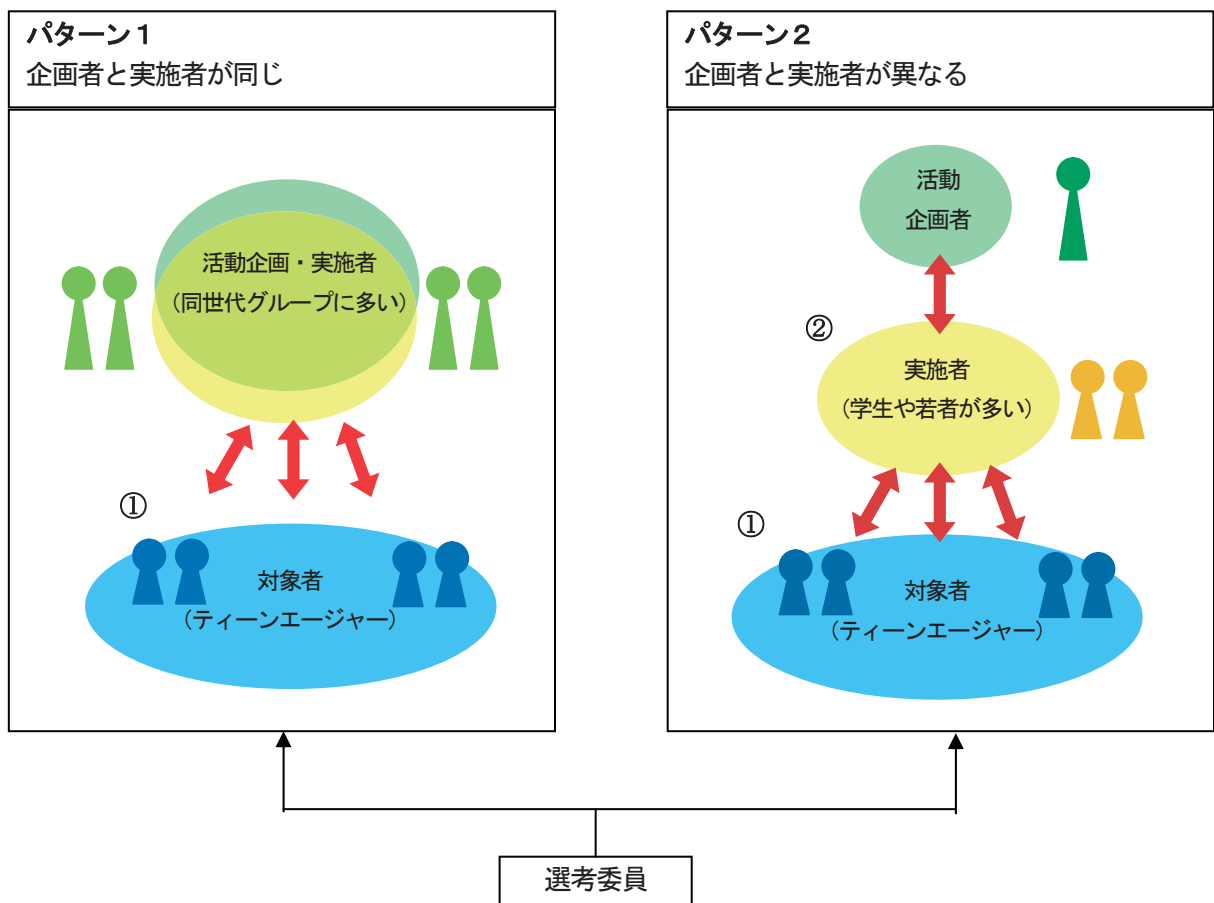 パターン１
企画者と実施者が同じ
活動企画・実施者
（同世代グループに多い）
①
対象者
（ティーンエージャー）
パターン２
企画者と実施者が異なる
活動
企画者
②
実施者
（学生や若者が多い）
①
対象者
（ティーンエージャー）
選考委員